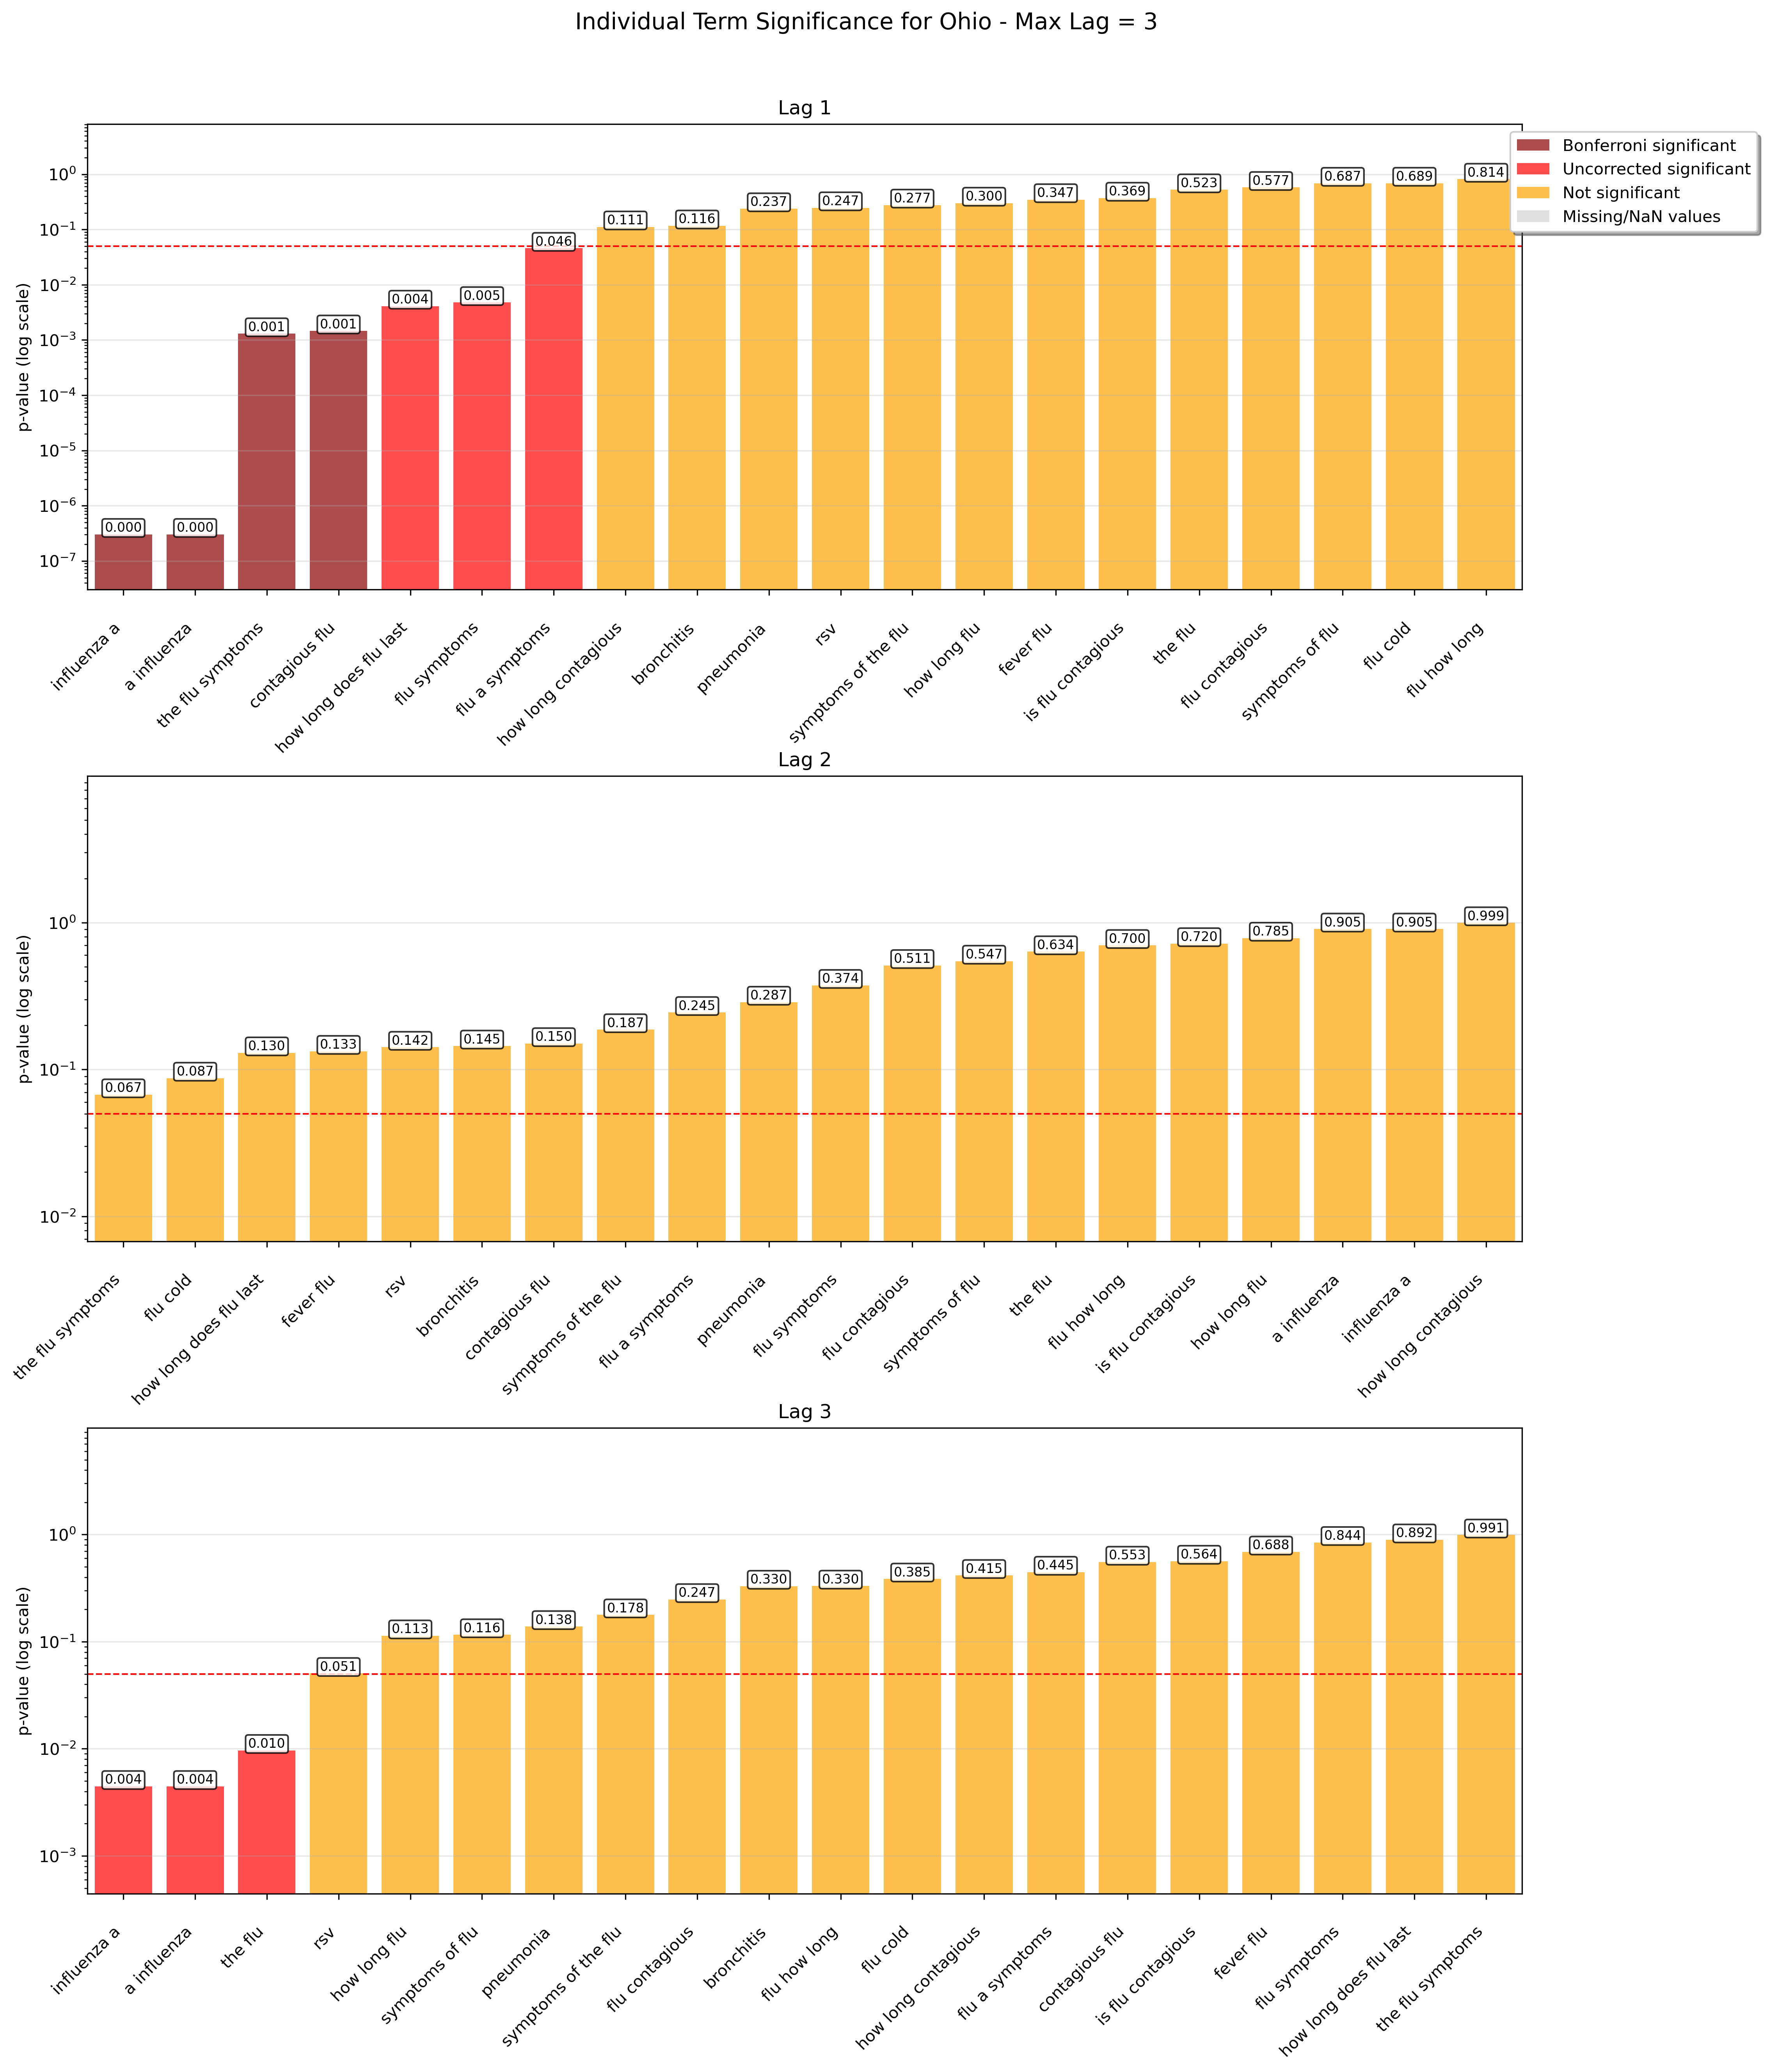 Individual Term Significance for Ohio - Max Lag = 3
Lag 1
Bonferroni significant
Uncorrected significant
Not significant
Missing/NaN values
p-value (log scale)
10⁰
10⁻¹
10⁻²
10⁻³
10⁻⁴
10⁻⁵
10⁻⁶
10⁻⁷
0.000 0.000 0.001 0.001 0.004 0.005 0.046 0.111 0.116 0.237 0.247 0.277 0.300 0.347 0.369 0.523 0.577 0.687 0.689 0.814
influenza a
a influenza
the flu symptoms
contagious flu
how long does flu last
flu symptoms
flu a symptoms
how long contagious
bronchitis
pneumonia
rsv
symptoms of the flu
how long flu
fever flu
is flu contagious
the flu
flu contagious
symptoms of flu
flu cold
flu how long
Lag 2
p-value (log scale)
10⁰
10⁻¹
10⁻²
0.067 0.087 0.130 0.133 0.142 0.145 0.150 0.187 0.245 0.287 0.374 0.511 0.547 0.634 0.700 0.720 0.785 0.905 0.905 0.999
the flu symptoms
flu cold
how long does flu last
fever flu
rsv
bronchitis
contagious flu
symptoms of the flu
flu a symptoms
pneumonia
flu symptoms
flu contagious
symptoms of flu
the flu
flu how long
is flu contagious
how long flu
a influenza
influenza a
how long contagious
Lag 3
p-value (log scale)
10⁰
10⁻¹
10⁻²
10⁻³
0.004 0.004 0.010 0.051 0.113 0.116 0.138 0.178 0.247 0.330 0.330 0.385 0.415 0.445 0.553 0.564 0.688 0.844 0.892 0.991
influenza a
a influenza
the flu
rsv
how long flu
symptoms of flu
pneumonia
symptoms of the flu
flu contagious
bronchitis
flu how long
flu cold
how long contagious
flu a symptoms
contagious flu
is flu contagious
fever flu
flu symptoms
how long does flu last
the flu symptoms